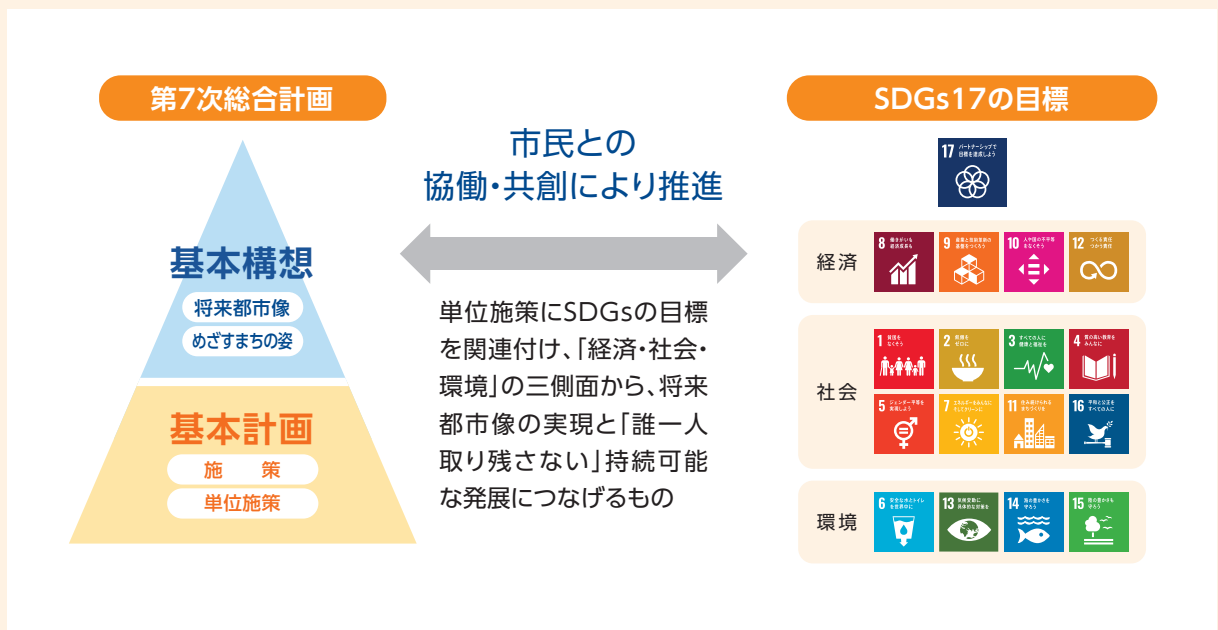 第7次総合計画
基本構想
将来都市像
めざすまちの姿
基本計画
施 策
単位施策
市民との
協働・共創により推進
単位施策にSDGsの目標
を関連付け、「経済・社会・
環境」の三側面から、将来
都市像の実現と「誰一人
取り残さない」持続可能
な発展につなげるもの
SDGs17の目標
17 パートナーシップで
目標を達成しよう
経済
8 働きがいも
経済成長も
9 産業と技術革新の
基盤をつくろう
10 人や国の不平等
をなくそう
12 つくる責任
つかう責任
社会
1 貧困を
なくそう
2 飢餓を
ゼロに
3 すべての人に
健康と福祉を
4 質の高い教育を
みんなに
5 ジェンダー平等を
実現しよう
7 エネルギーをみんなに
そしてクリーンに
11 住み続けられる
まちづくりを
16 平和と公正を
すべての人に
環境
6 安全な水とトイレ
を世界中に
13 気候変動に
具体的な対策を
14 海の豊かさを
守ろう
15 陸の豊かさも
守ろう